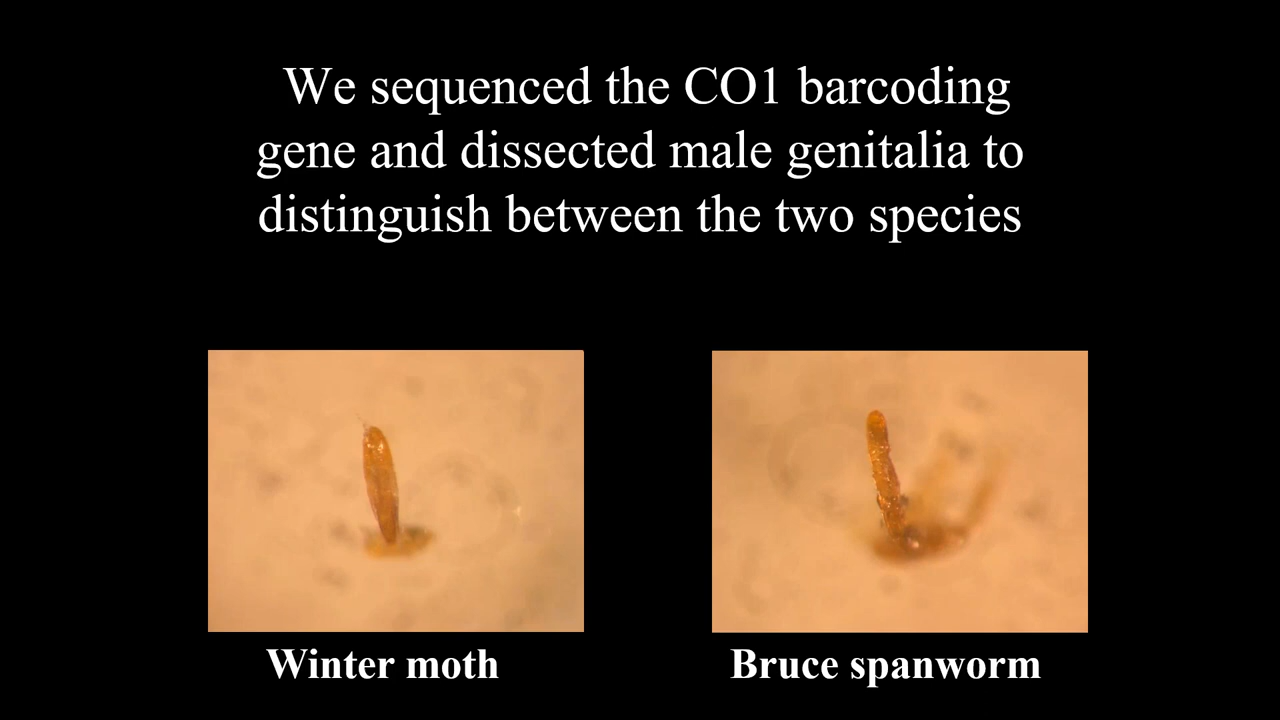 We sequenced the CO1 barcoding
gene and dissected male genitalia to
distinguish between the two species
Winter moth
Bruce spanworm